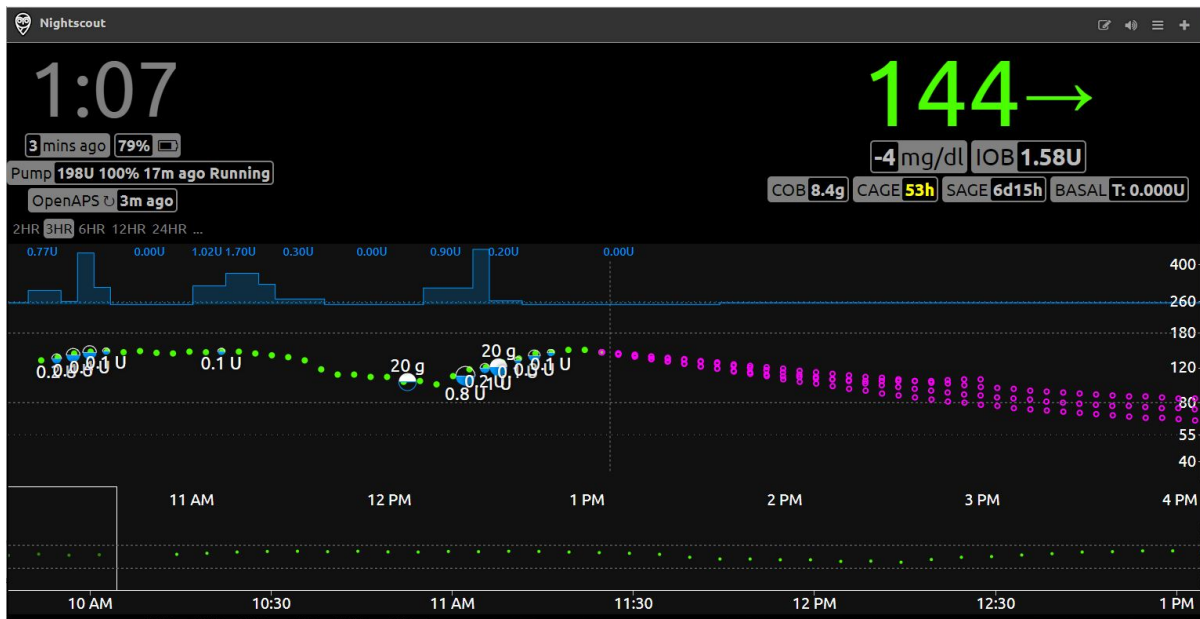 Nightscout
1:07
144→
3 mins ago 79%
-4 mg/dl IOB 1.58U
Pump 198U 100% 17m ago Running
COB 8.4g CAGE 53h SAGE 6d15h BASAL T: 0.000U
OpenAPS ↻ 3m ago
2HR 3HR 6HR 12HR 24HR ...
0.77U 0.00U 1.02U 1.70U 0.30U 0.00U 0.90U 0.20U 0.00U
400
260
180
120
80
55
40
0.1 U 0.1 U 20 g 0.8 U 20 g 0.1 U
11 AM 12 PM 1 PM 2 PM 3 PM 4 PM
10 AM 10:30 11 AM 11:30 12 PM 12:30 1 PM